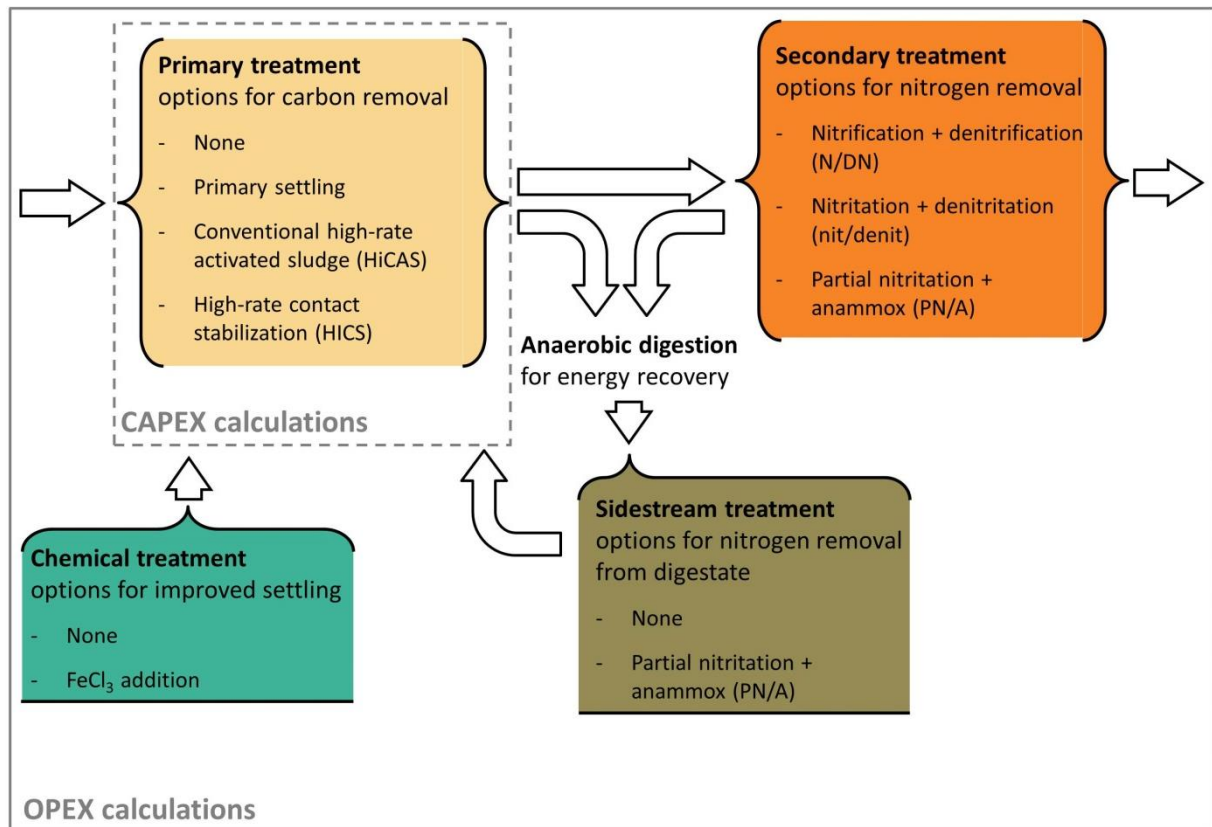 Primary treatment
options for carbon removal
- None
- Primary settling
- Conventional high-rate
activated sludge (HiCAS)
- High-rate contact
stabilization (HICS)
CAPEX calculations
Secondary treatment
options for nitrogen removal
- Nitrification + denitrification
(N/DN)
- Nitritation + denitritation
(nit/denit)
- Partial nitritation +
anammox (PN/A)
Anaerobic digestion
for energy recovery
Chemical treatment
options for improved settling
- None
- FeCl₃ addition
Sidestream treatment
options for nitrogen removal
from digestate
- None
- Partial nitritation +
anammox (PN/A)
OPEX calculations